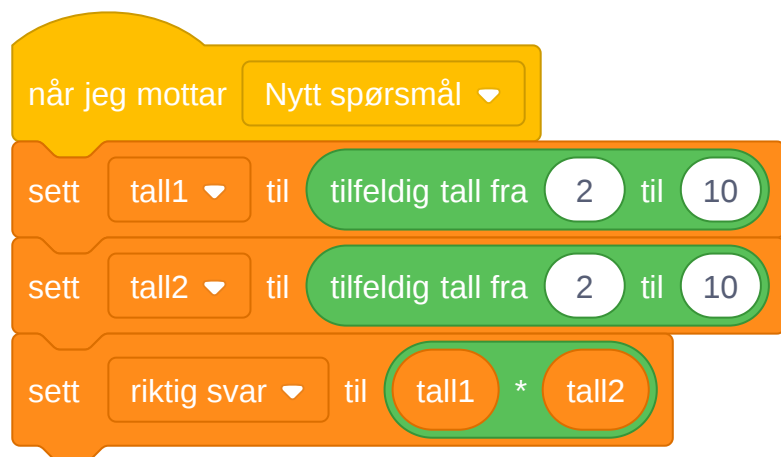 når jeg mottar Nytt spørsmål
sett tall1 til tilfeldig tall fra 2 til 10
sett tall2 til tilfeldig tall fra 2 til 10
sett riktig svar til tall1 * tall2